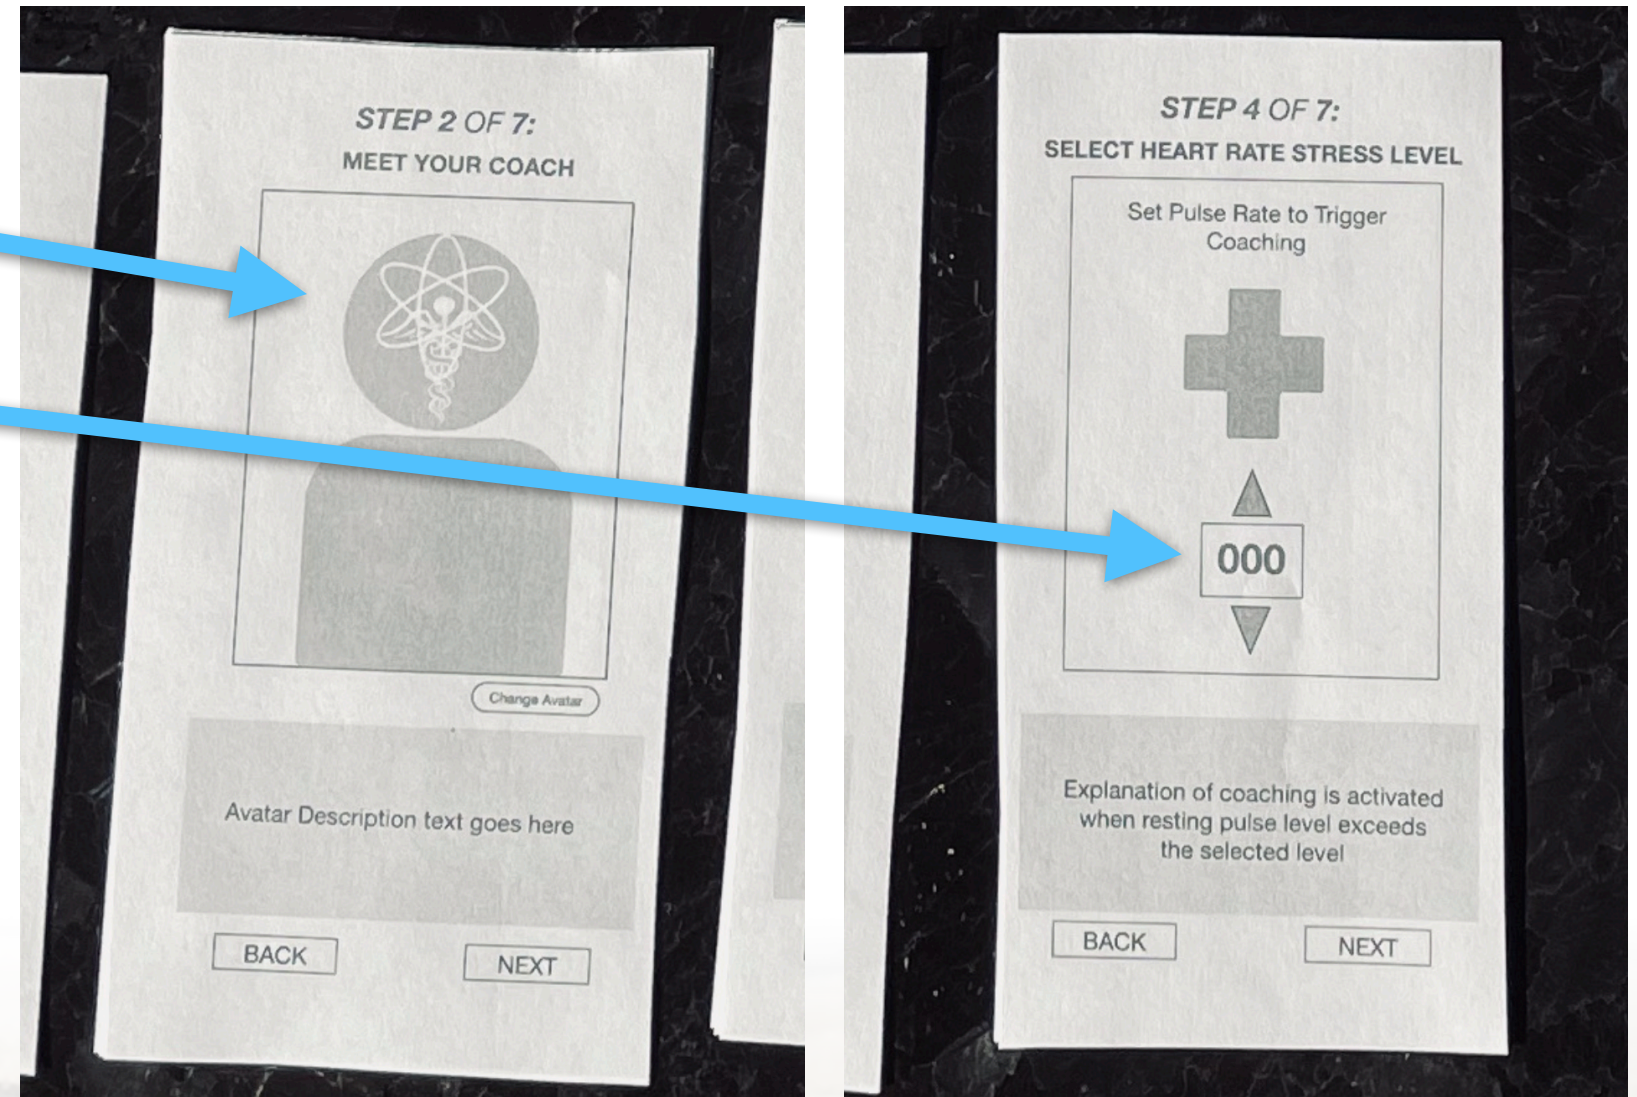 STEP 2 OF 7:
MEET YOUR COACH
Change Avatar
Avatar Description text goes here
BACK
NEXT
STEP 4 OF 7:
SELECT HEART RATE STRESS LEVEL
Set Pulse Rate to Trigger
Coaching
000
Explanation of coaching is activated
when resting pulse level exceeds
the selected level
BACK
NEXT